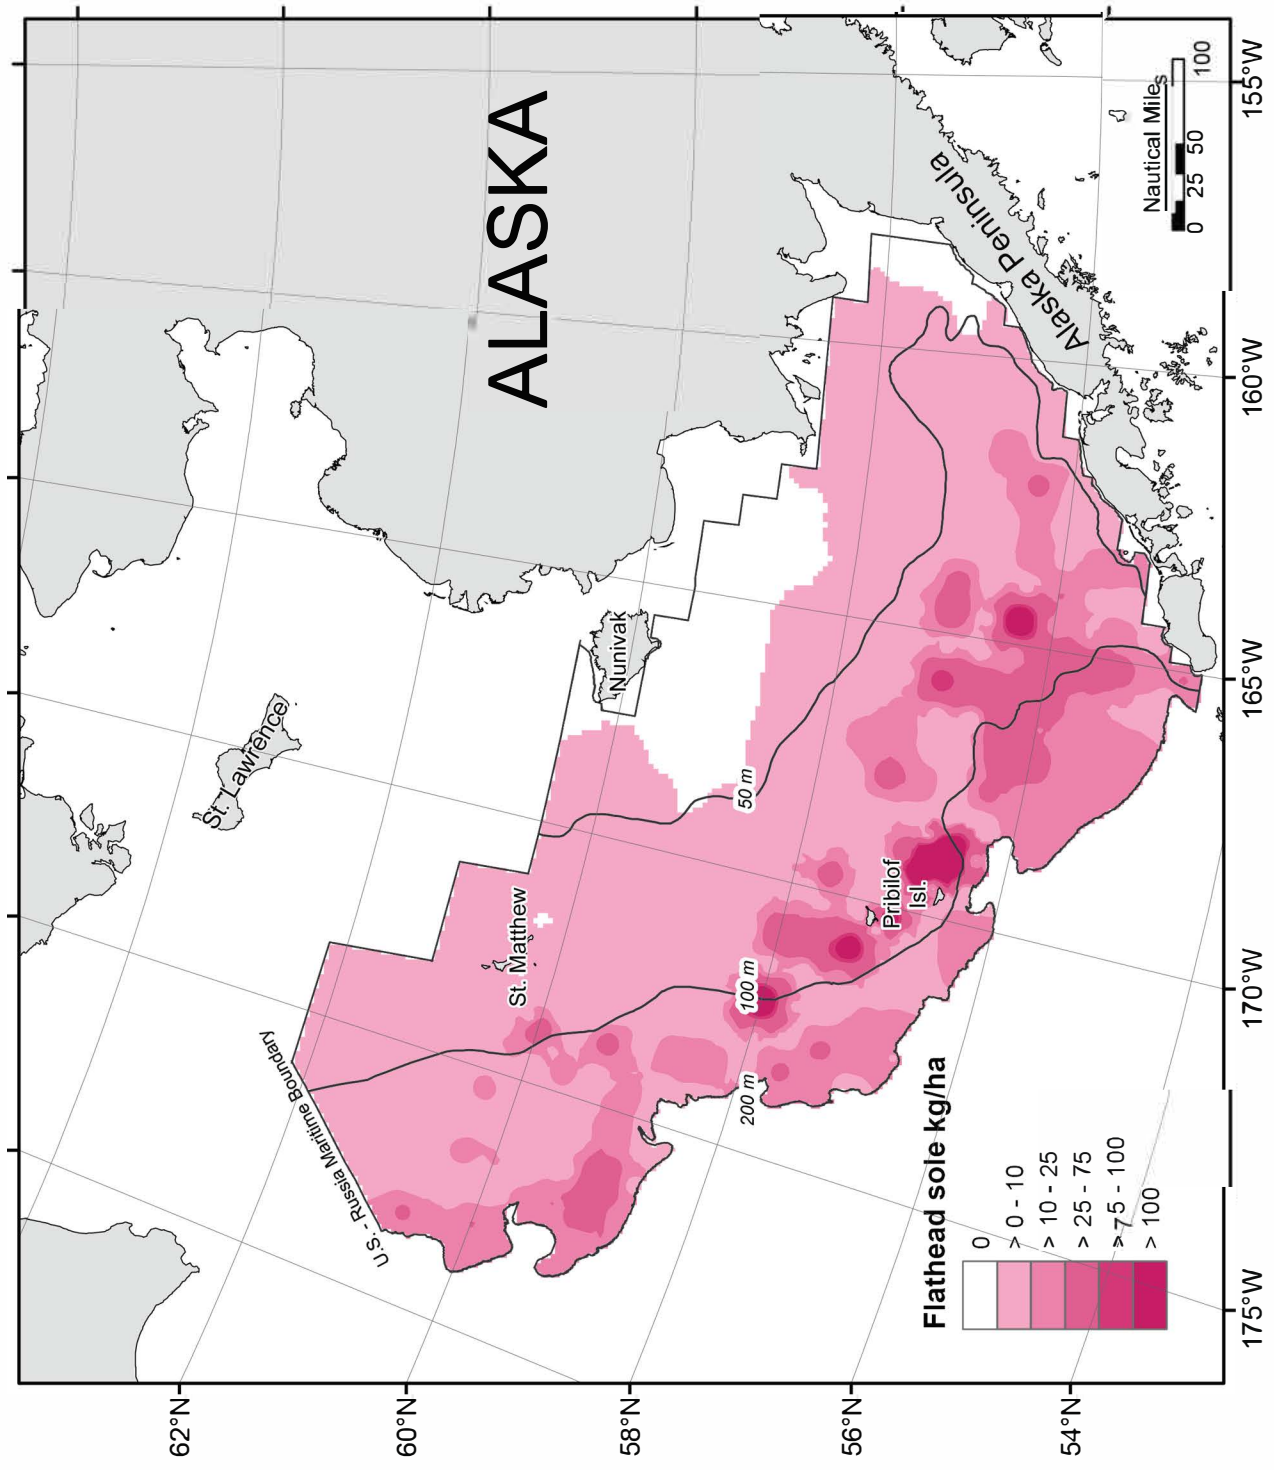 ALASKA
St. Lawrence
Nunivak
St. Matthew
Pribilof
Isl.
Alaska Peninsula
U.S. - Russia Maritime Boundary
50 m
100 m
200 m
Nautical Miles
0 25 50 100
Flathead sole kg/ha
0
> 0 - 10
> 10 - 25
> 25 - 75
> 75 - 100
> 100
62°N
60°N
58°N
56°N
54°N
175°W
170°W
165°W
160°W
155°W